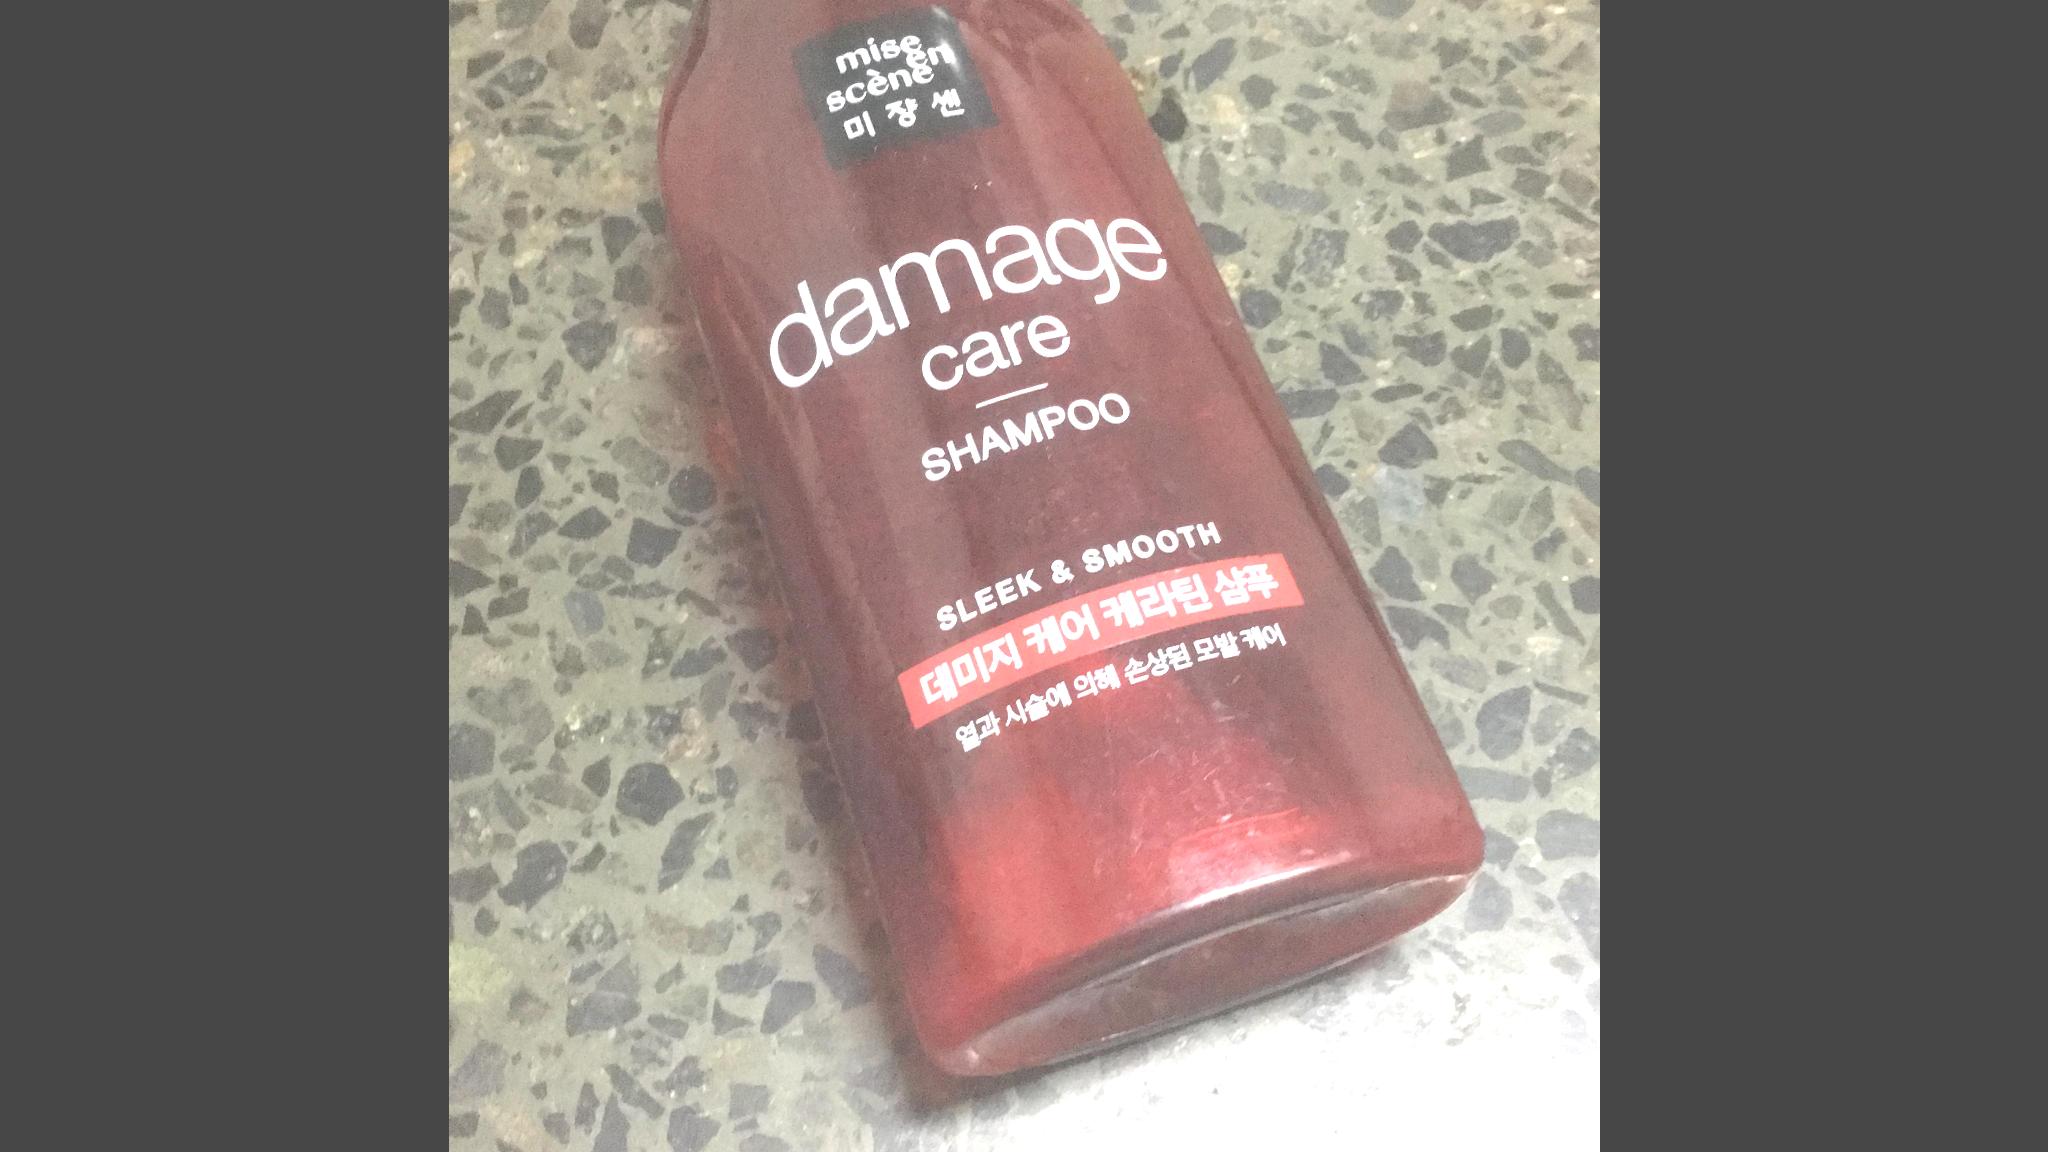 mise
en
scène
미쟝센
damage
care
SHAMPOO
SLEEK & SMOOTH
데미지 케어 케라틴 샴푸
열과 시술에 의해 손상된 모발 케어